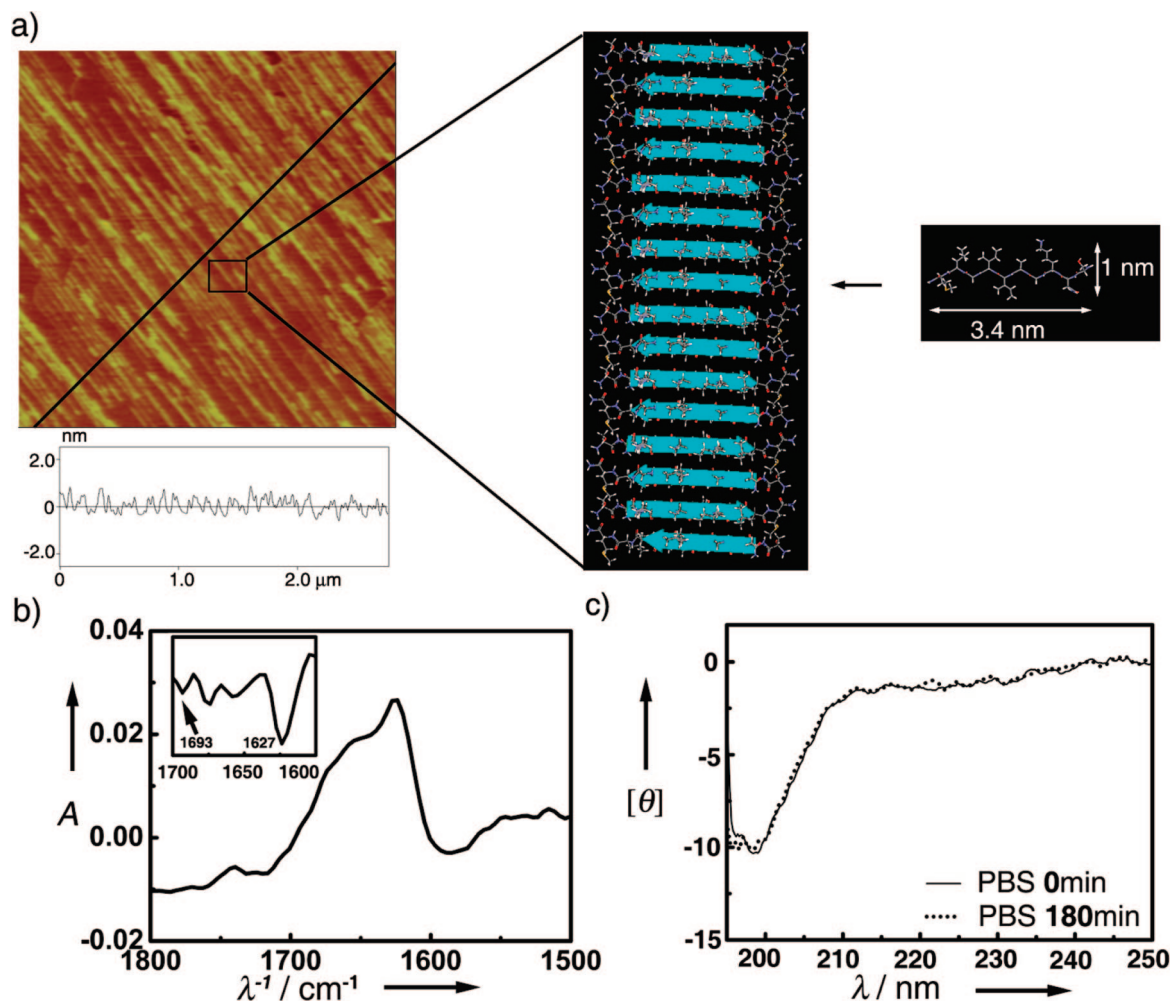 a)
1 nm
3.4 nm
nm
2.0
0
-2.0
0 1.0 2.0 μm
b)
0.04
0.02
0.00
-0.02
A
1693 1627
1700 1650 1600
1800 1700 1600 1500
λ⁻¹ / cm⁻¹
c)
0
-5
-10
-15
[θ]
PBS 0min
PBS 180min
200 210 220 230 240 250
λ / nm